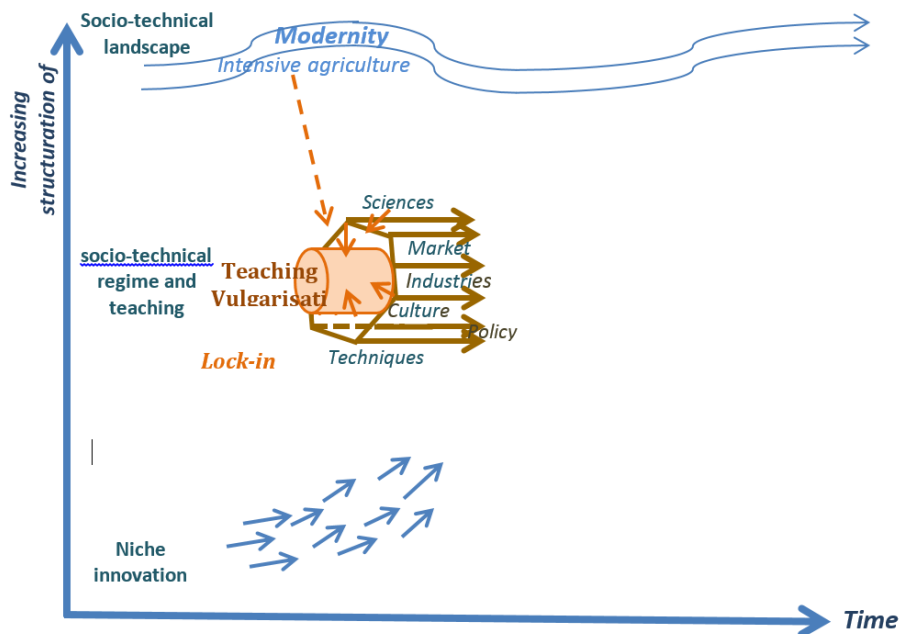 Socio-technical
landscape
Modernity
Intensive agriculture
Increasing
structuration of
Sciences
Market
socio-technical
regime and
teaching
Teaching
Vulgarisati
Industries
Culture
Policy
Techniques
Lock-in
Niche
innovation
Time